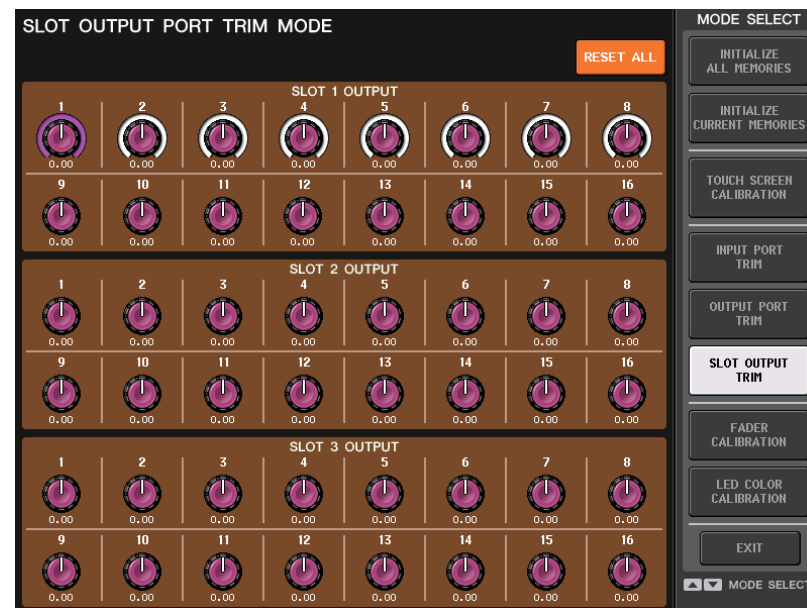 SLOT OUTPUT PORT TRIM MODE
RESET ALL
SLOT 1 OUTPUT
1 2 3 4 5 6 7 8
0.00 0.00 0.00 0.00 0.00 0.00 0.00 0.00
9 10 11 12 13 14 15 16
0.00 0.00 0.00 0.00 0.00 0.00 0.00 0.00
SLOT 2 OUTPUT
1 2 3 4 5 6 7 8
0.00 0.00 0.00 0.00 0.00 0.00 0.00 0.00
9 10 11 12 13 14 15 16
0.00 0.00 0.00 0.00 0.00 0.00 0.00 0.00
SLOT 3 OUTPUT
1 2 3 4 5 6 7 8
0.00 0.00 0.00 0.00 0.00 0.00 0.00 0.00
9 10 11 12 13 14 15 16
0.00 0.00 0.00 0.00 0.00 0.00 0.00 0.00
MODE SELECT
INITIALIZE
ALL MEMORIES
INITIALIZE
CURRENT MEMORIES
TOUCH SCREEN
CALIBRATION
INPUT PORT
TRIM
OUTPUT PORT
TRIM
SLOT OUTPUT
TRIM
FADER
CALIBRATION
LED COLOR
CALIBRATION
EXIT
MODE SELECT